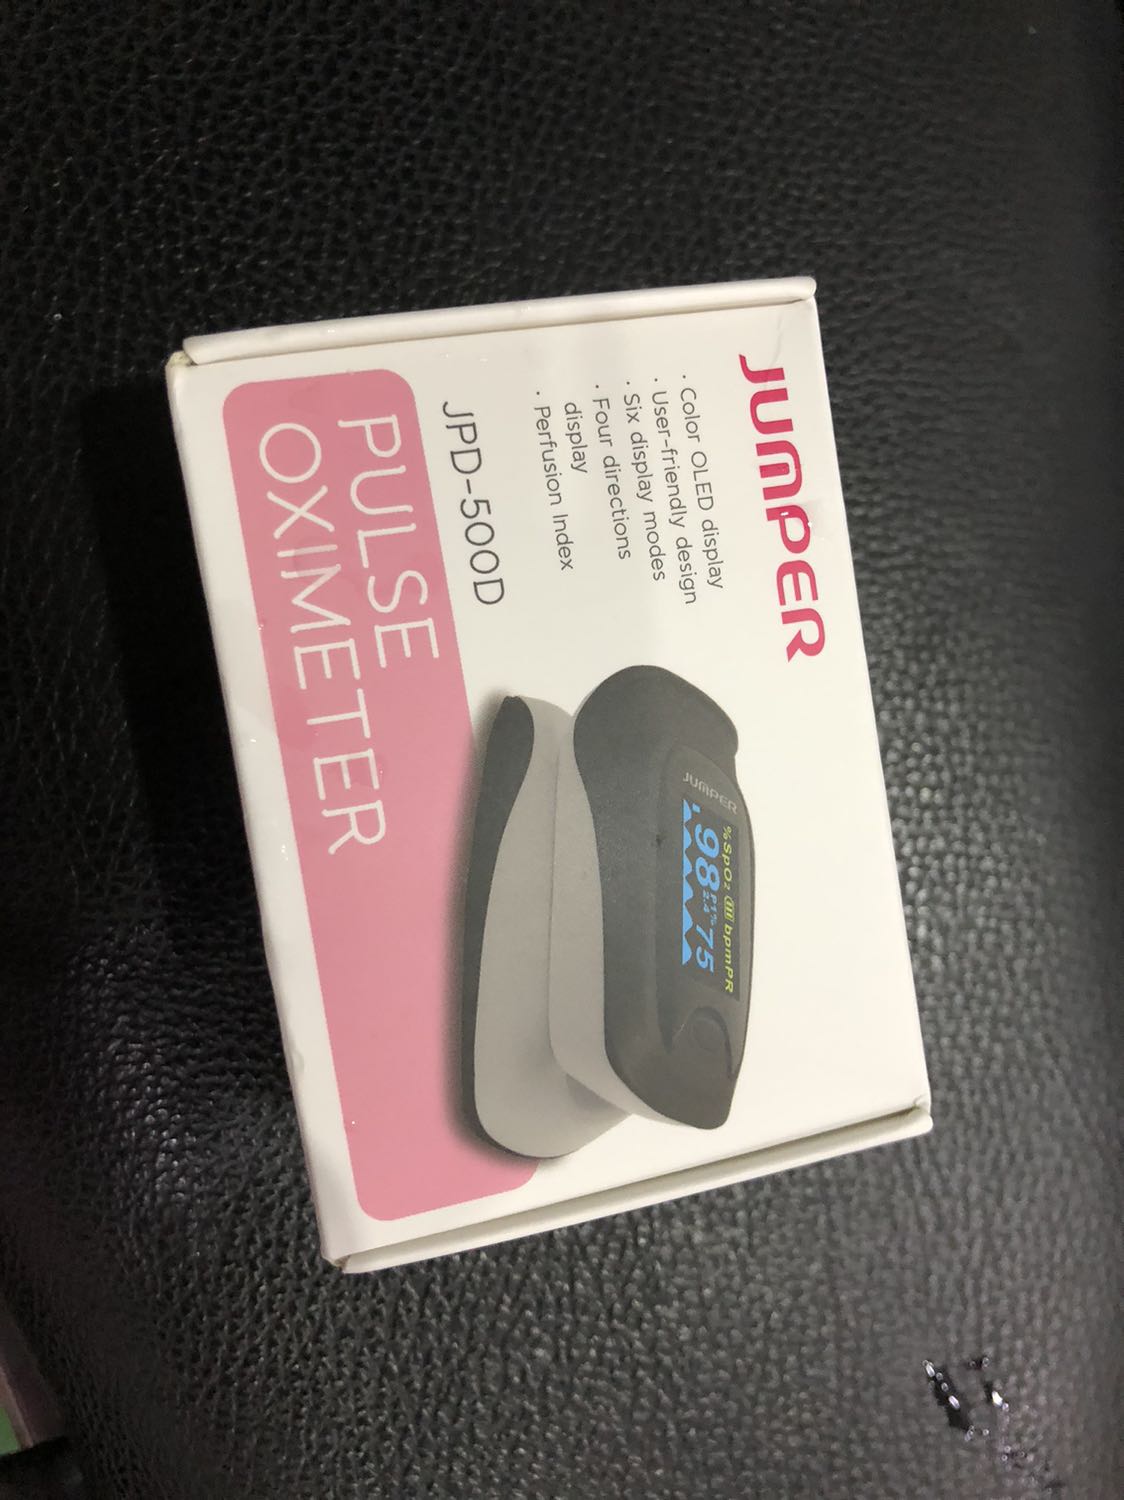 JUMPER
· Color OLED display
· User-friendly design
· Six display modes
· Four directions
display
· Perfusion Index
JPD-500D
PULSE
OXIMETER
JUMPER
%SpO₂ bpmPR
98 75